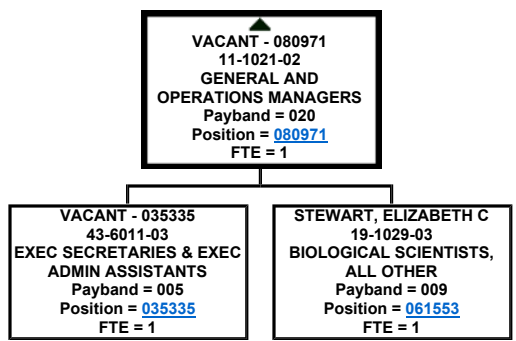 VACANT - 080971
11-1021-02
GENERAL AND
OPERATIONS MANAGERS
Payband = 020
Position = 080971
FTE = 1
VACANT - 035335
43-6011-03
EXEC SECRETARIES & EXEC
ADMIN ASSISTANTS
Payband = 005
Position = 035335
FTE = 1
STEWART, ELIZABETH C
19-1029-03
BIOLOGICAL SCIENTISTS,
ALL OTHER
Payband = 009
Position = 061553
FTE = 1